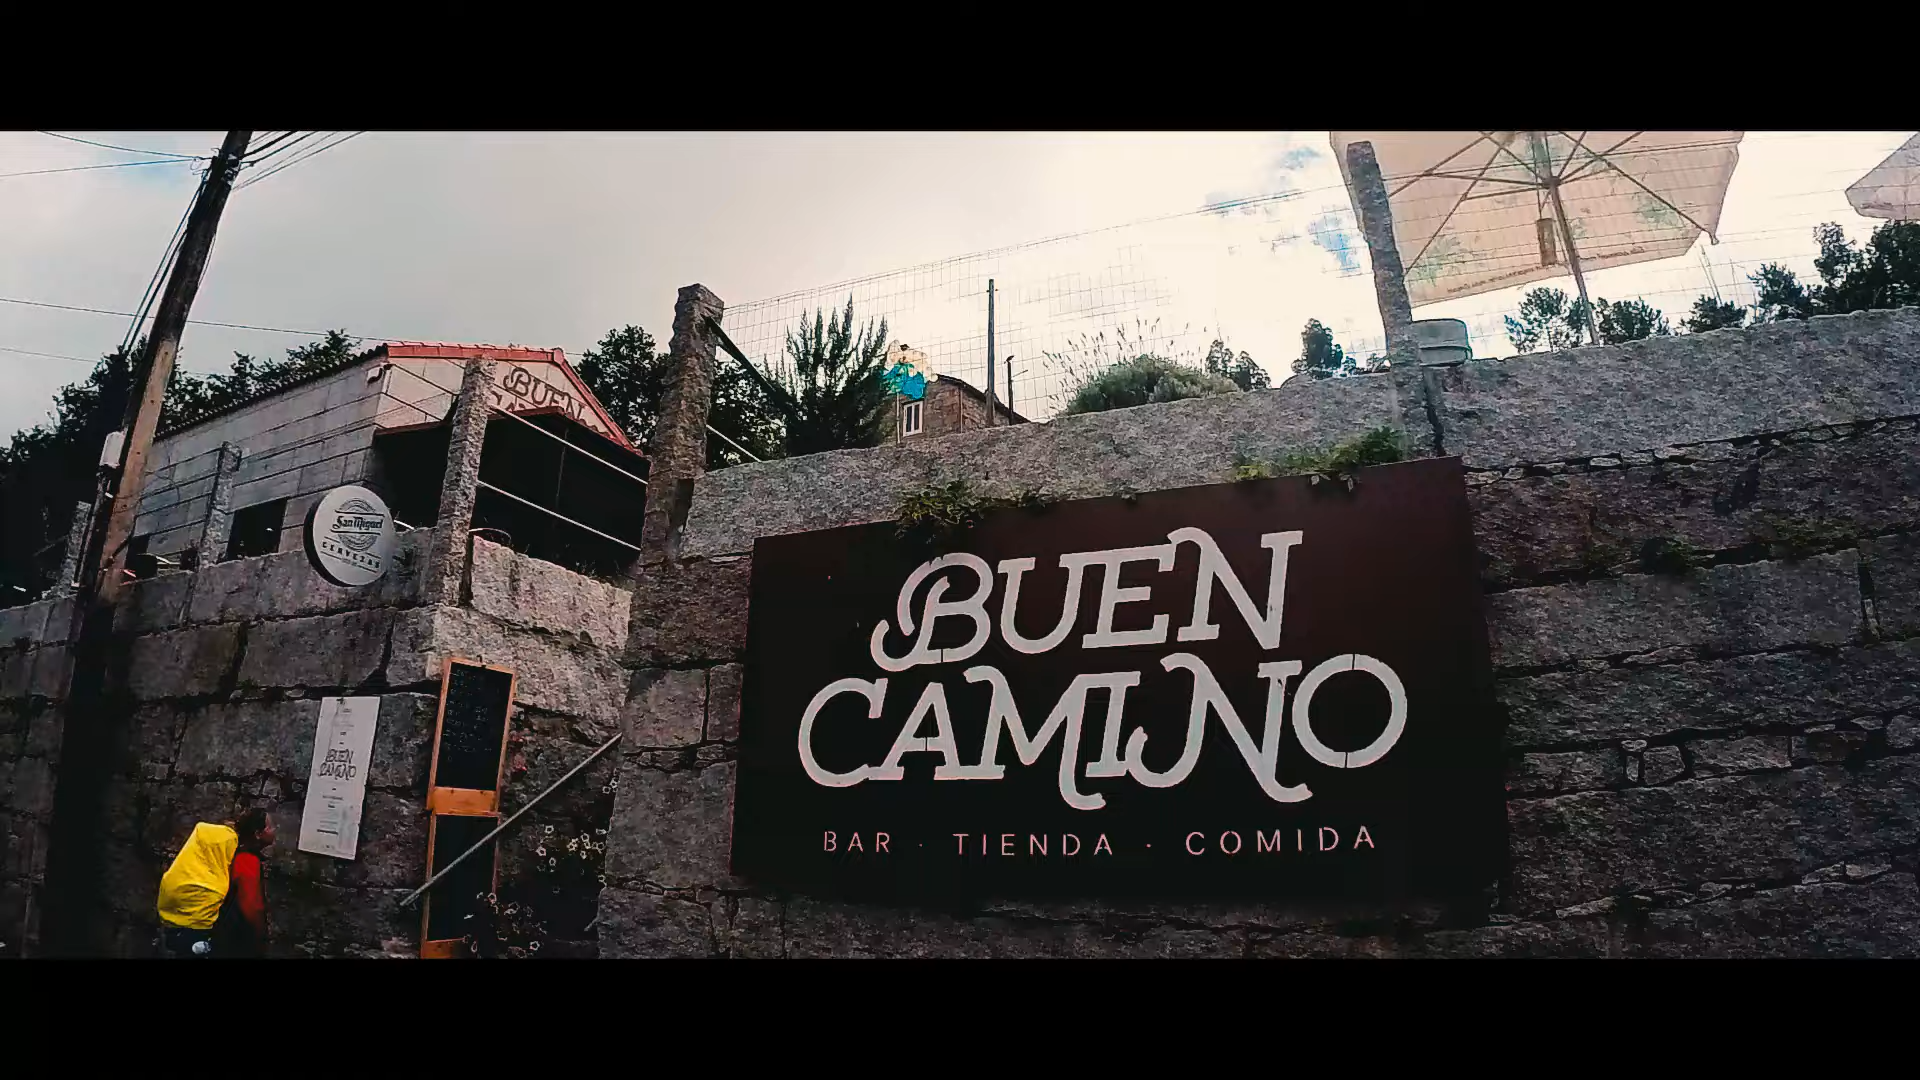 BUEN
San Miguel
CERVEZAS
BUEN
CAMINO
BUEN
CAMINO
BAR · TIENDA · COMIDA